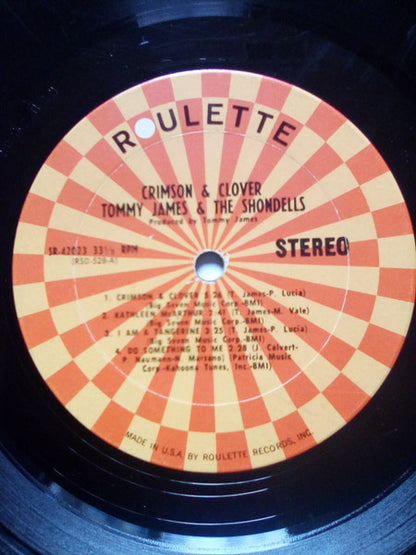 ROULETTE
CRIMSON & CLOVER
TOMMY JAMES & THE SHONDELLS
Produced by Tommy James
SR-42023 33⅓ RPM
(RSD-528-A)
STEREO
1. CRIMSON & CLOVER 5:26 (T. James-P. Lucia)
(Big Seven Music Corp.-BMI)
2. KATHLEEN McARTHUR 2:41 (T. James-M. Vale)
(Big Seven Music Corp.-BMI)
3. I AM A TANGERINE 3:25 (T. James-P. Lucia)
(Big Seven Music Corp.-BMI)
4. DO SOMETHING TO ME 2:28 (J. Calvert-
P. Naumann-N. Marzano) (Patricia Music
Corp-Kahoona Tunes, Inc.-BMI)
MADE IN U.S.A. BY ROULETTE RECORDS, INC.